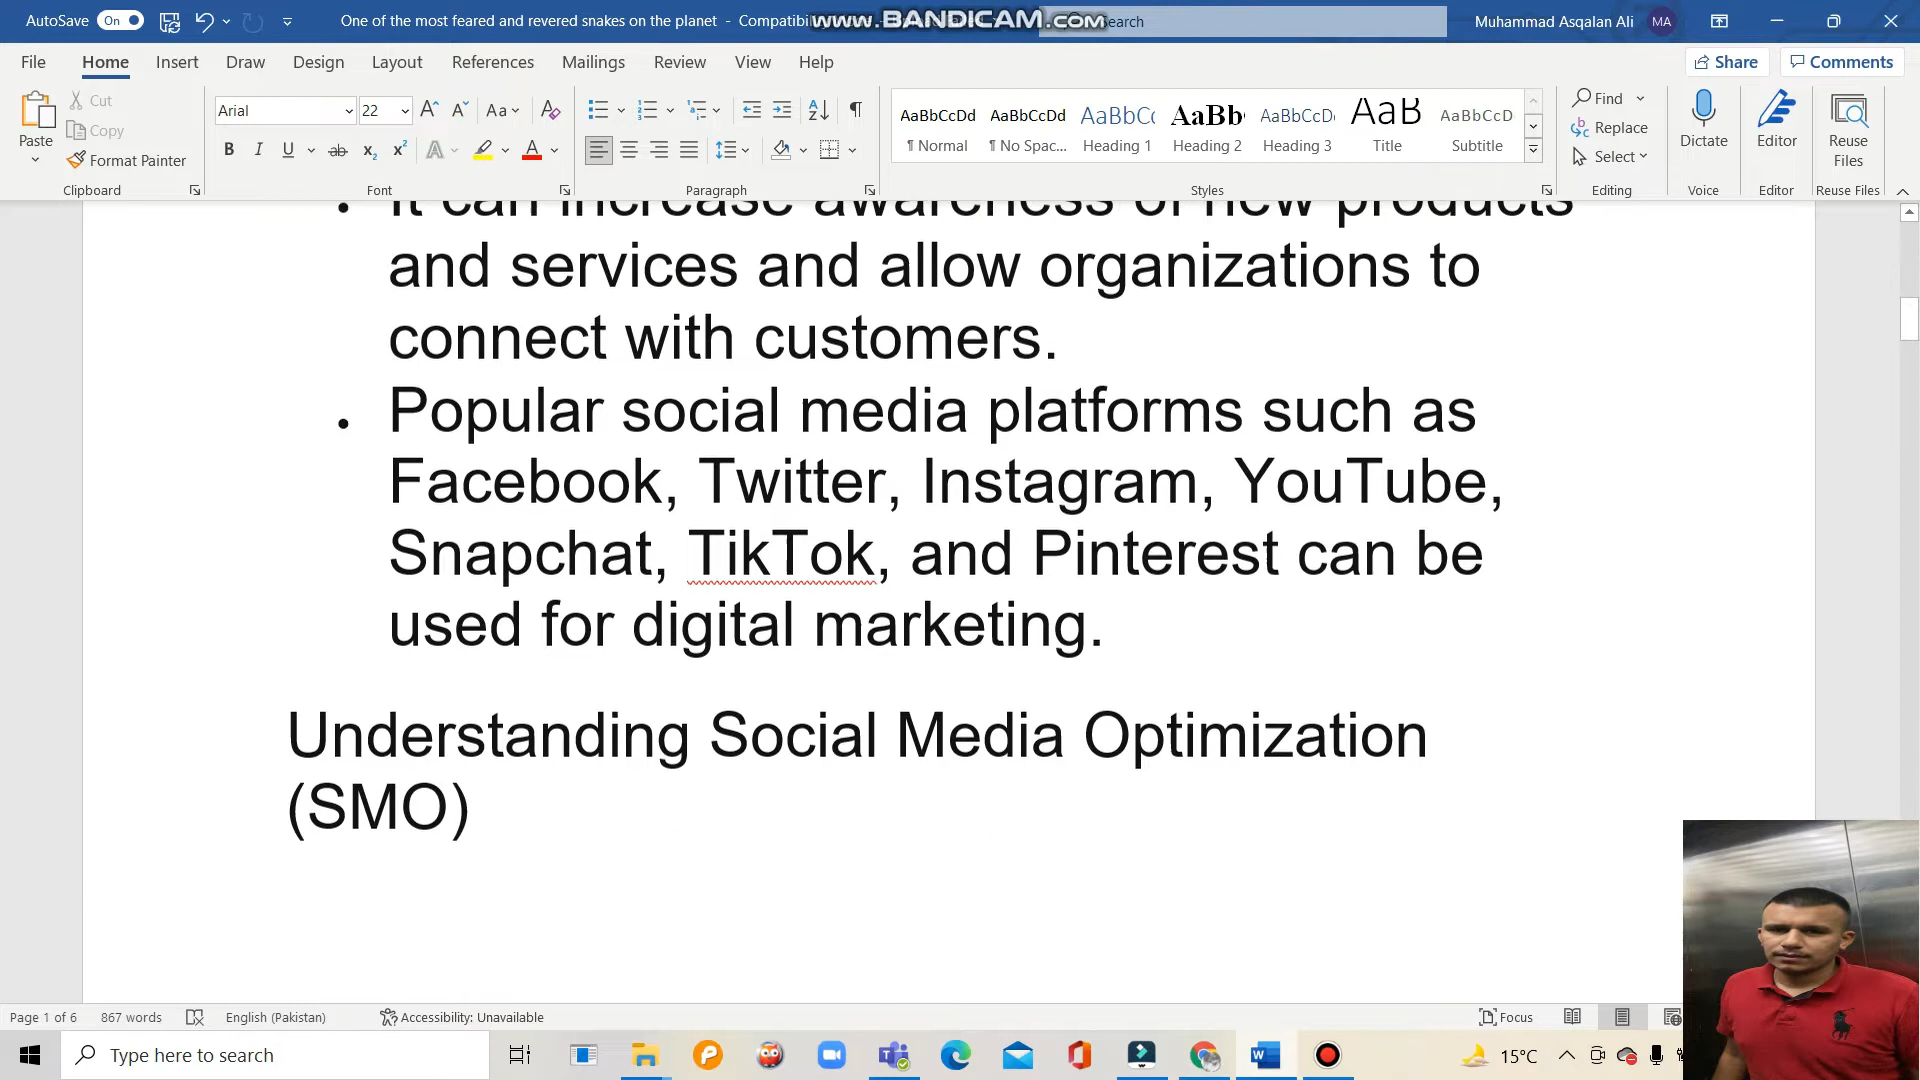 AutoSave On One of the most feared and revered snakes on the planet - www.BANDICAM.com Search Muhammad Asqalan Ali MA
File Home Insert Draw Design Layout References Mailings Review View Help Share Comments
Paste Cut Copy Format Painter Clipboard
Arial 22 Font
Paragraph
AaBbCcDd AaBbCcDd AaBbCc AaBb AaBbCcD AaB AaBbCcD
¶ Normal ¶ No Spac... Heading 1 Heading 2 Heading 3 Title Subtitle
Styles
Find Replace Select Editing
Dictate Voice
Editor Editor
Reuse Files Reuse Files
• It can increase awareness of new products
and services and allow organizations to
connect with customers.
• Popular social media platforms such as
Facebook, Twitter, Instagram, YouTube,
Snapchat, TikTok, and Pinterest can be
used for digital marketing.
Understanding Social Media Optimization
(SMO)
Page 1 of 6 867 words English (Pakistan) Accessibility: Unavailable Focus
Type here to search 15°C